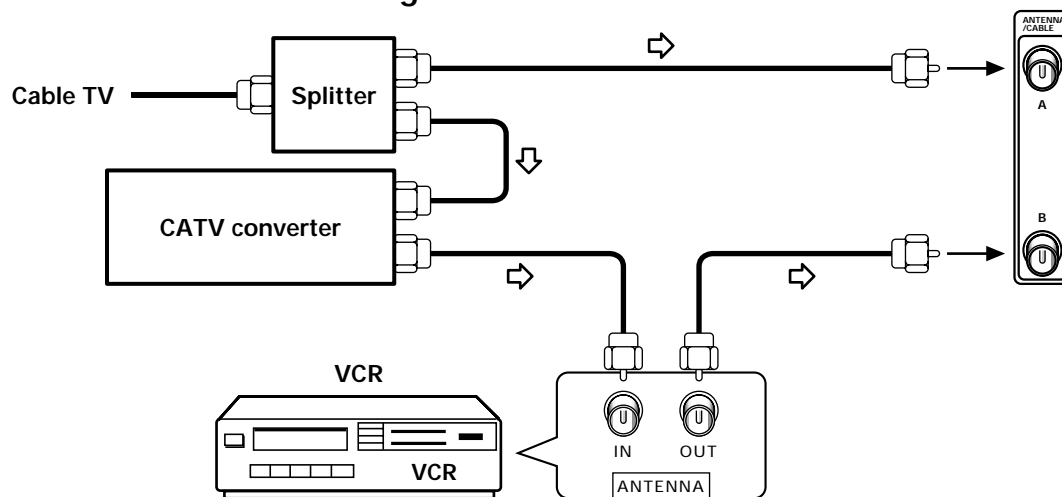 ANTENNA
/CABLE
Cable TV
Splitter
A
CATV converter
B
VCR
VCR
IN OUT
ANTENNA